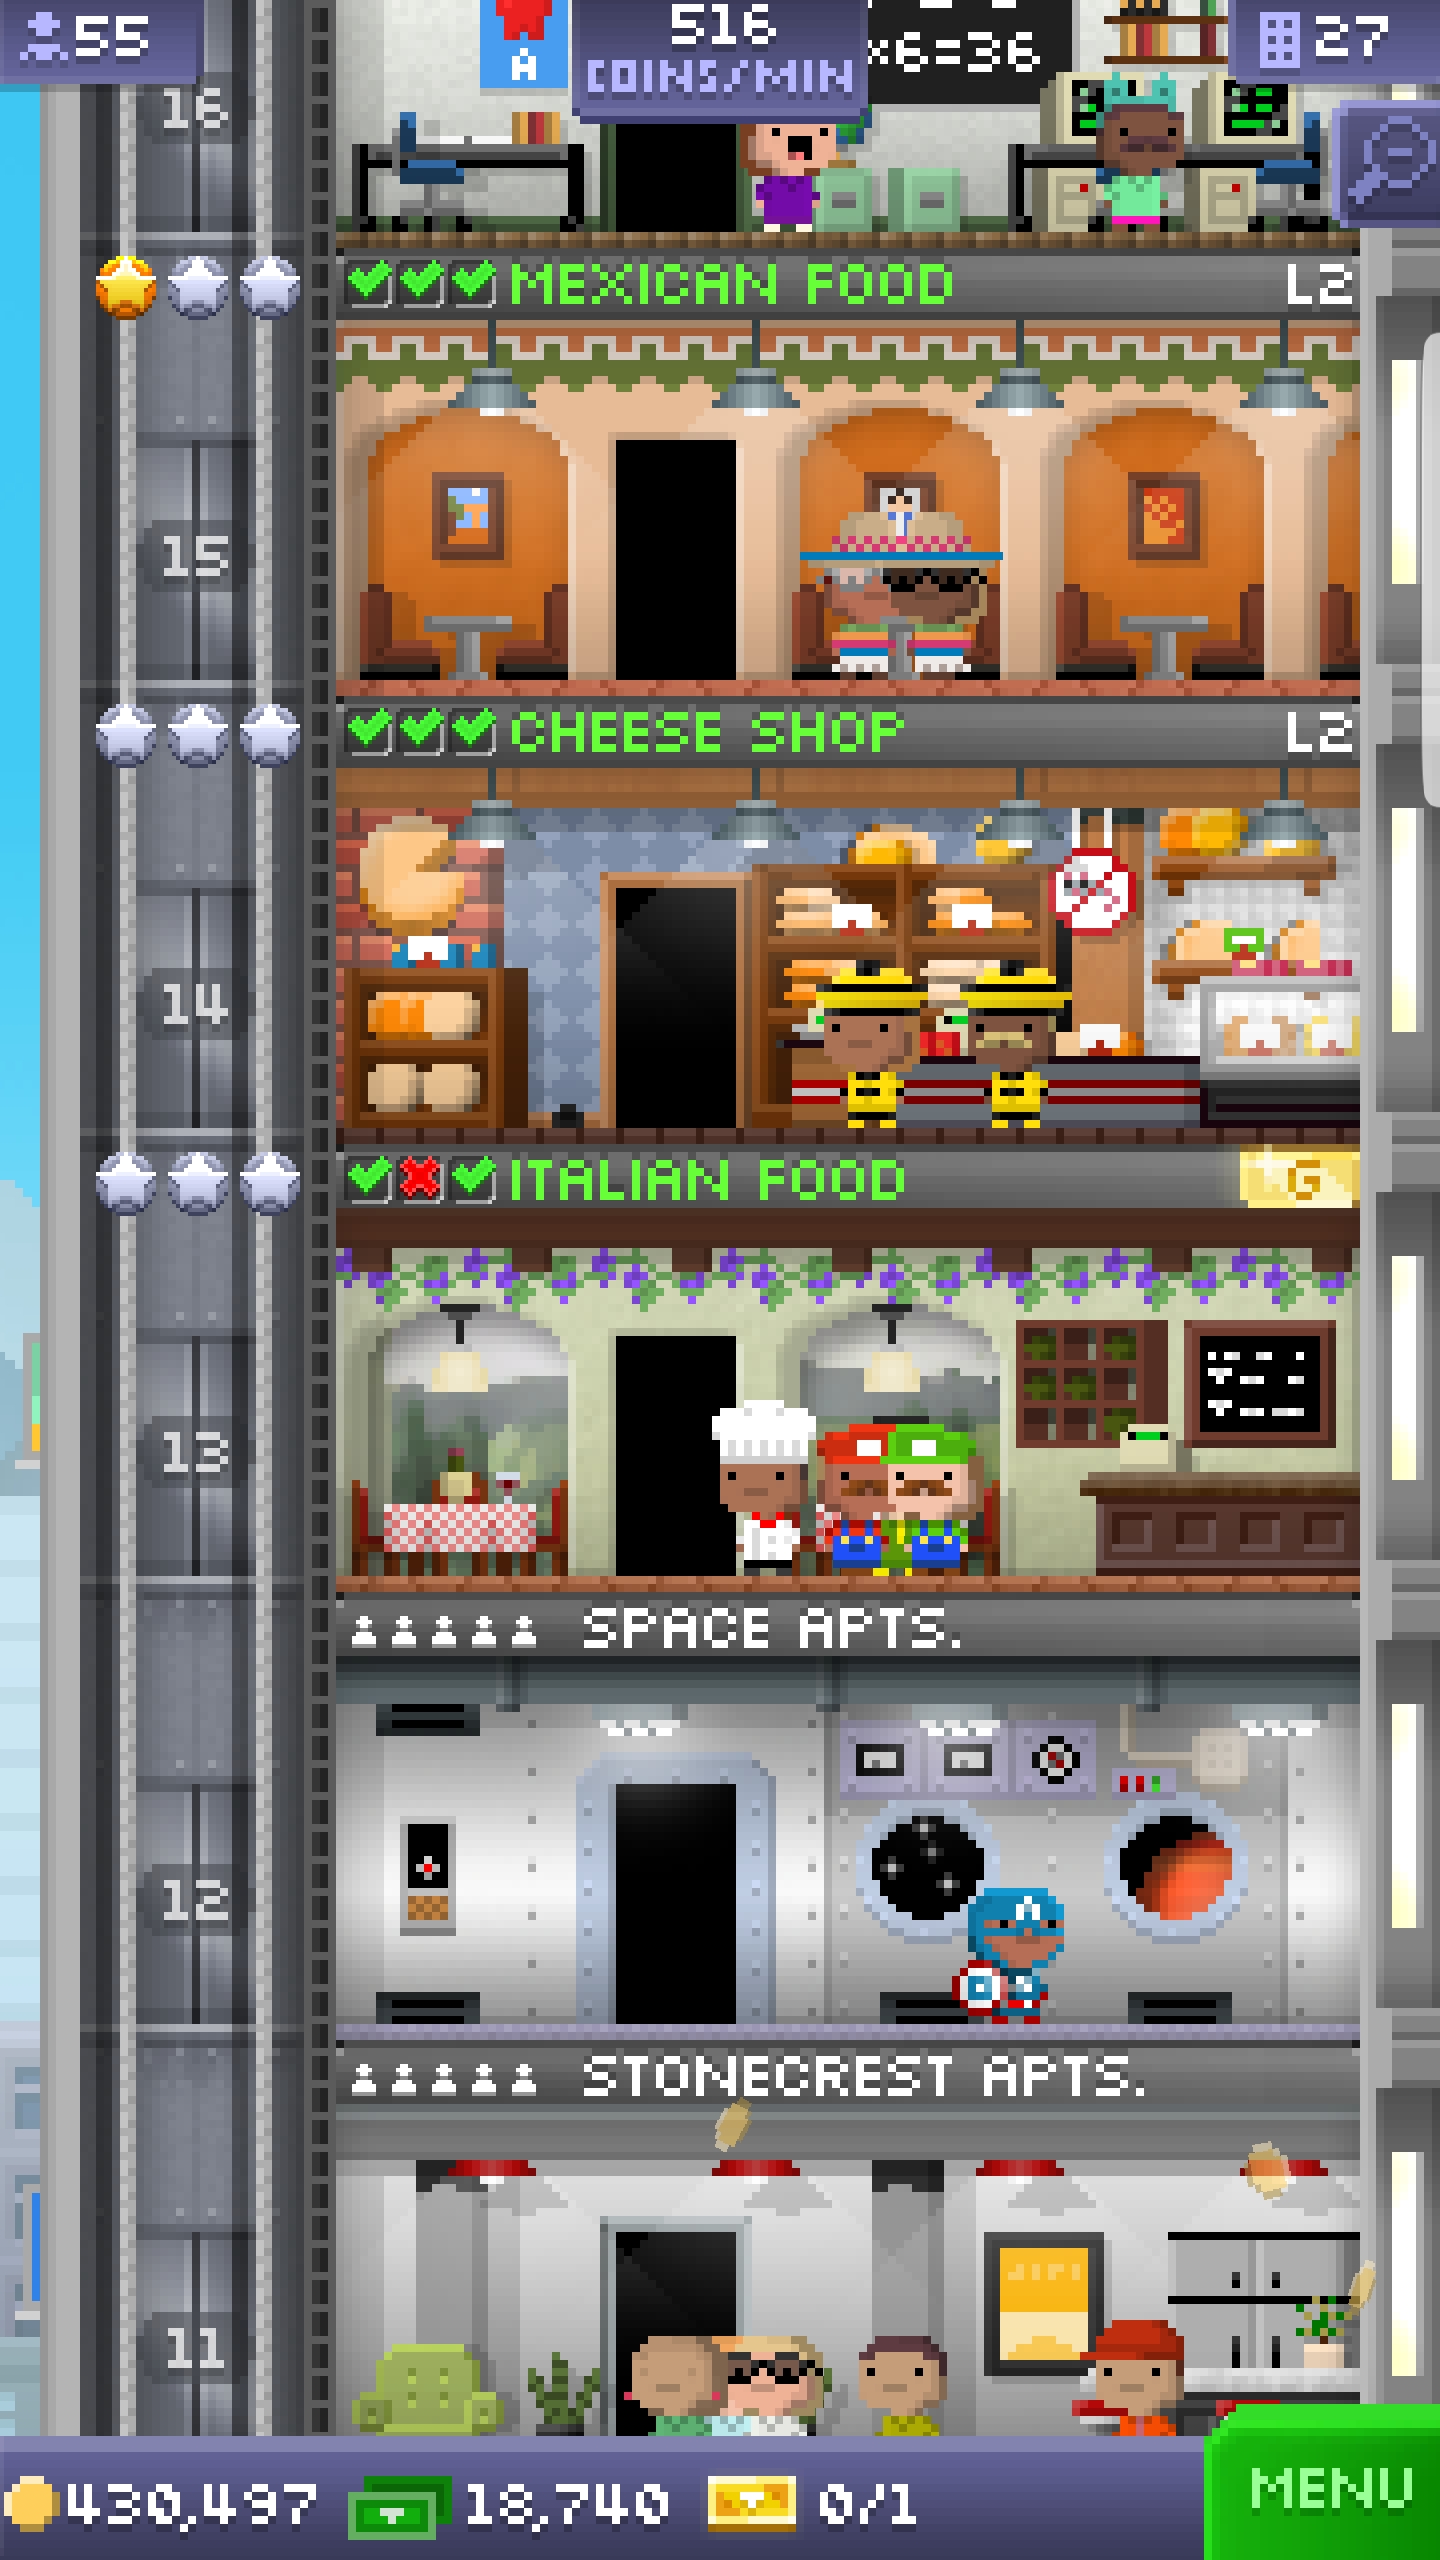 55
516
COINS/MIN
27
A
×6=36
16
MEXICAN FOOD
L2
15
CHEESE SHOP
L2
14
ITALIAN FOOD
G
13
SPACE APTS.
12
A
STONECREST APTS.
11
430,497
18,740
0/1
MENU